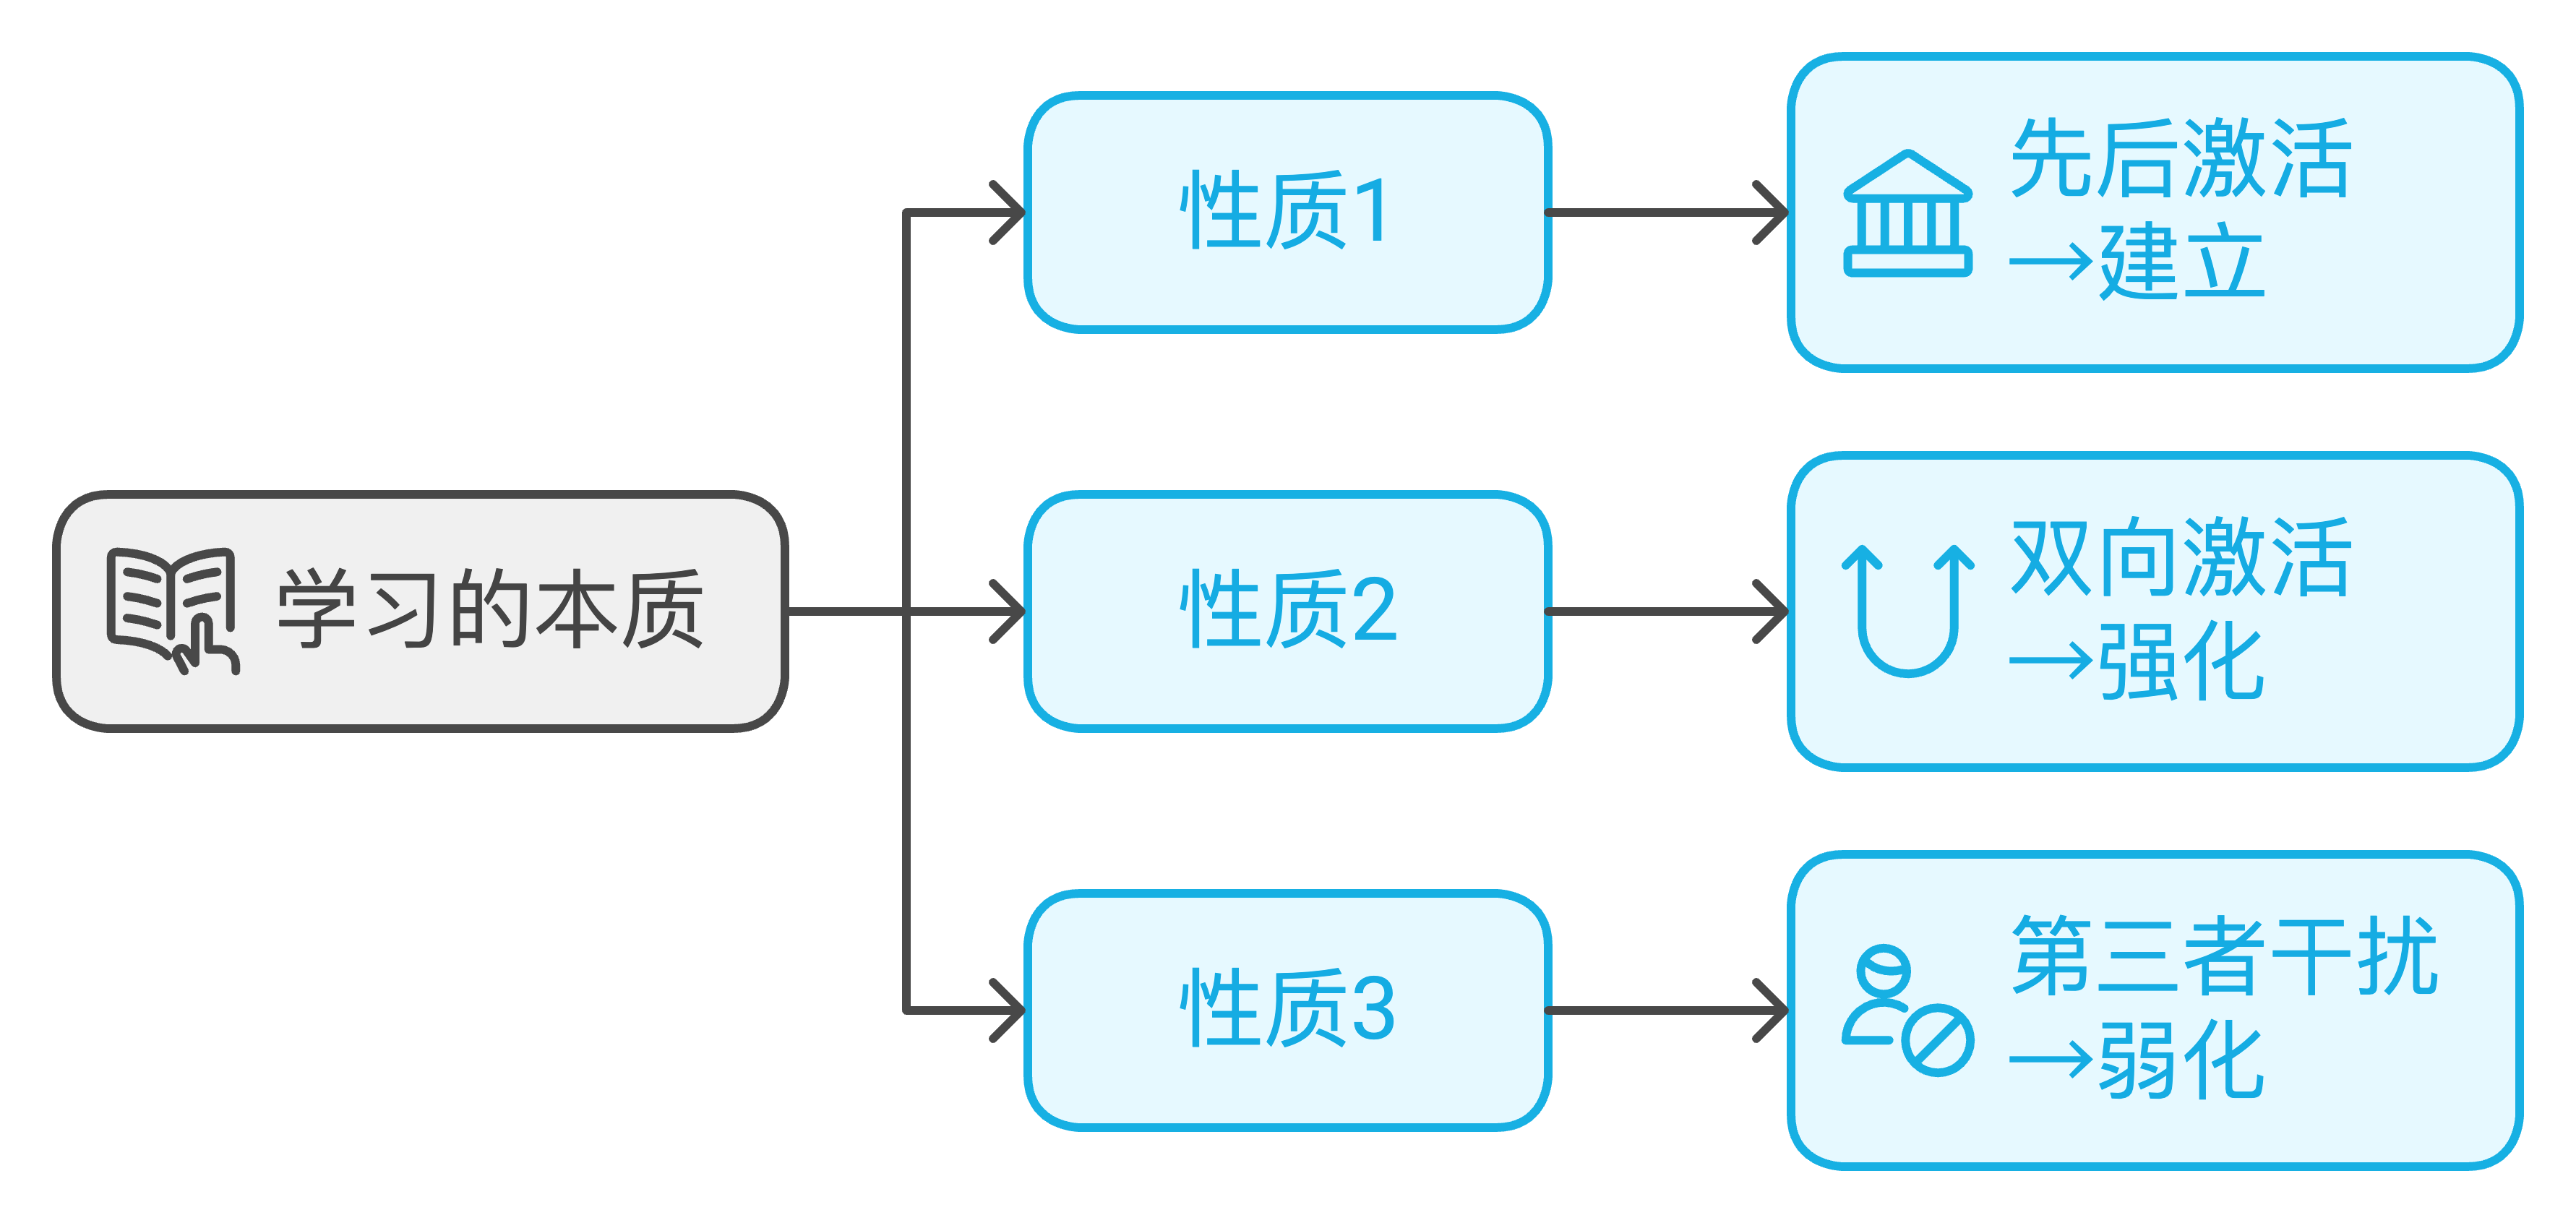 学习的本质
性质1
先后激活
→建立
性质2
双向激活
→强化
性质3
第三者干扰
→弱化